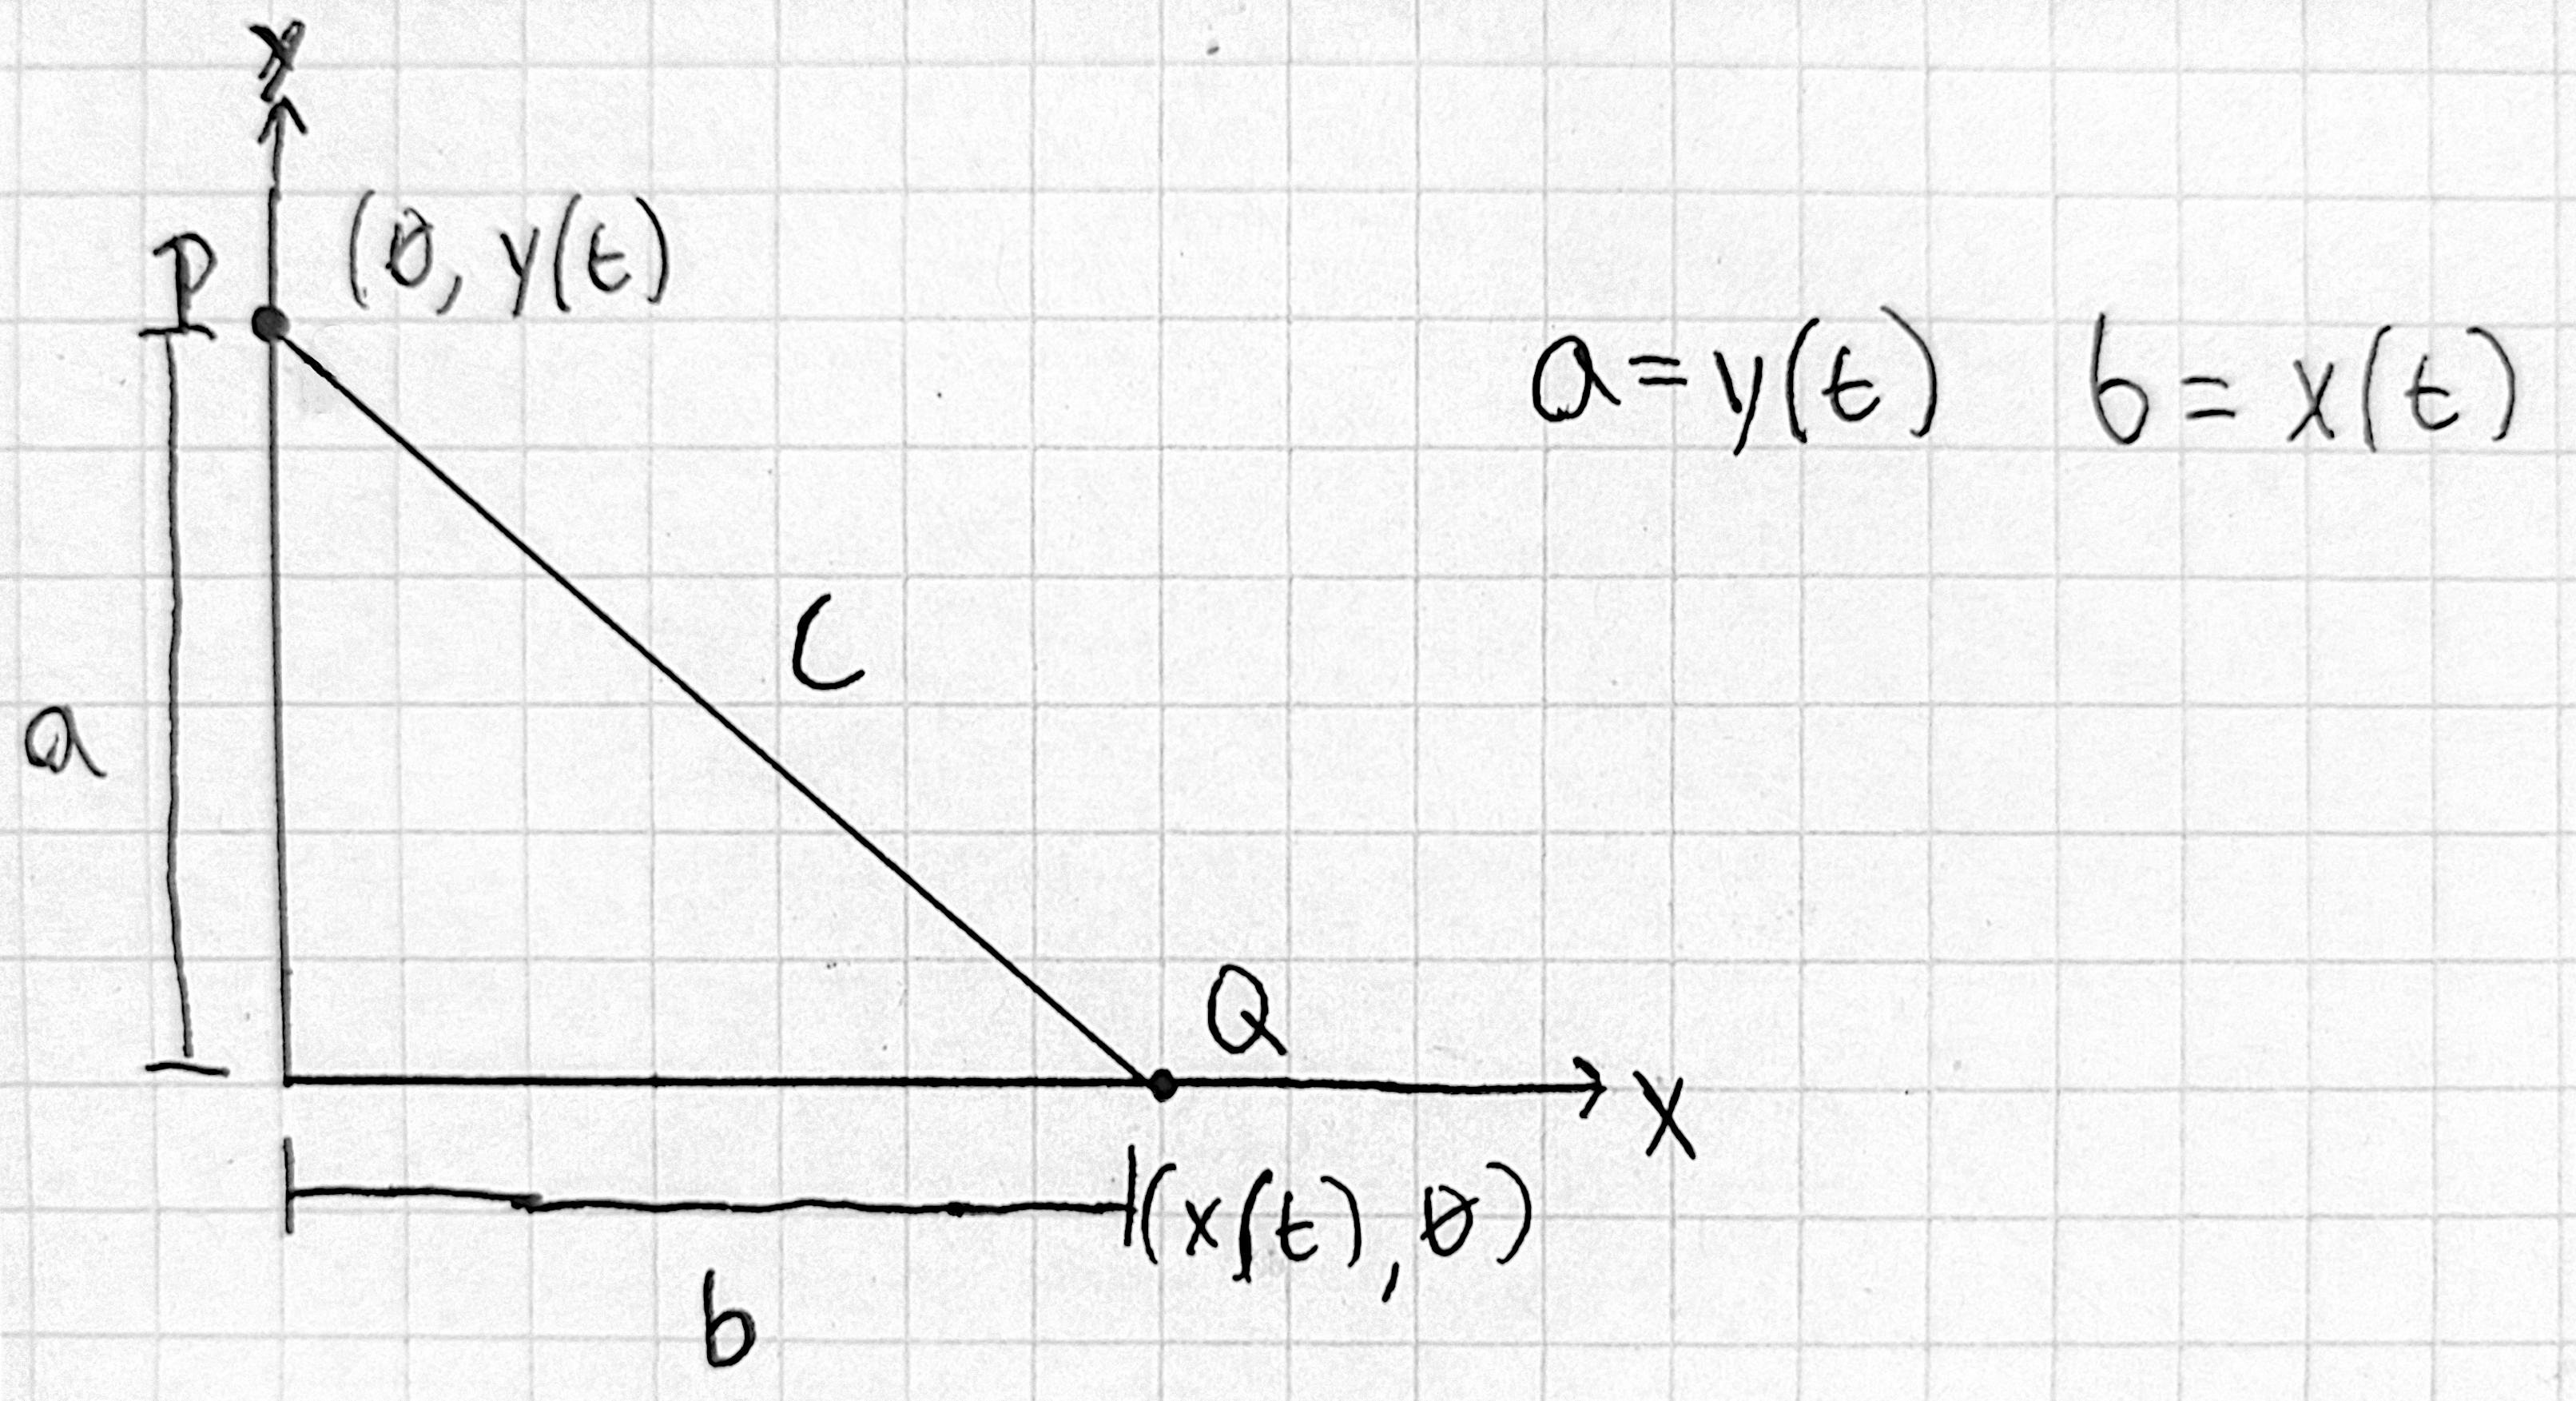 y
P (0, y(t))
a = y(t) b = x(t)
C
a
Q
X
(x(t), 0)
b